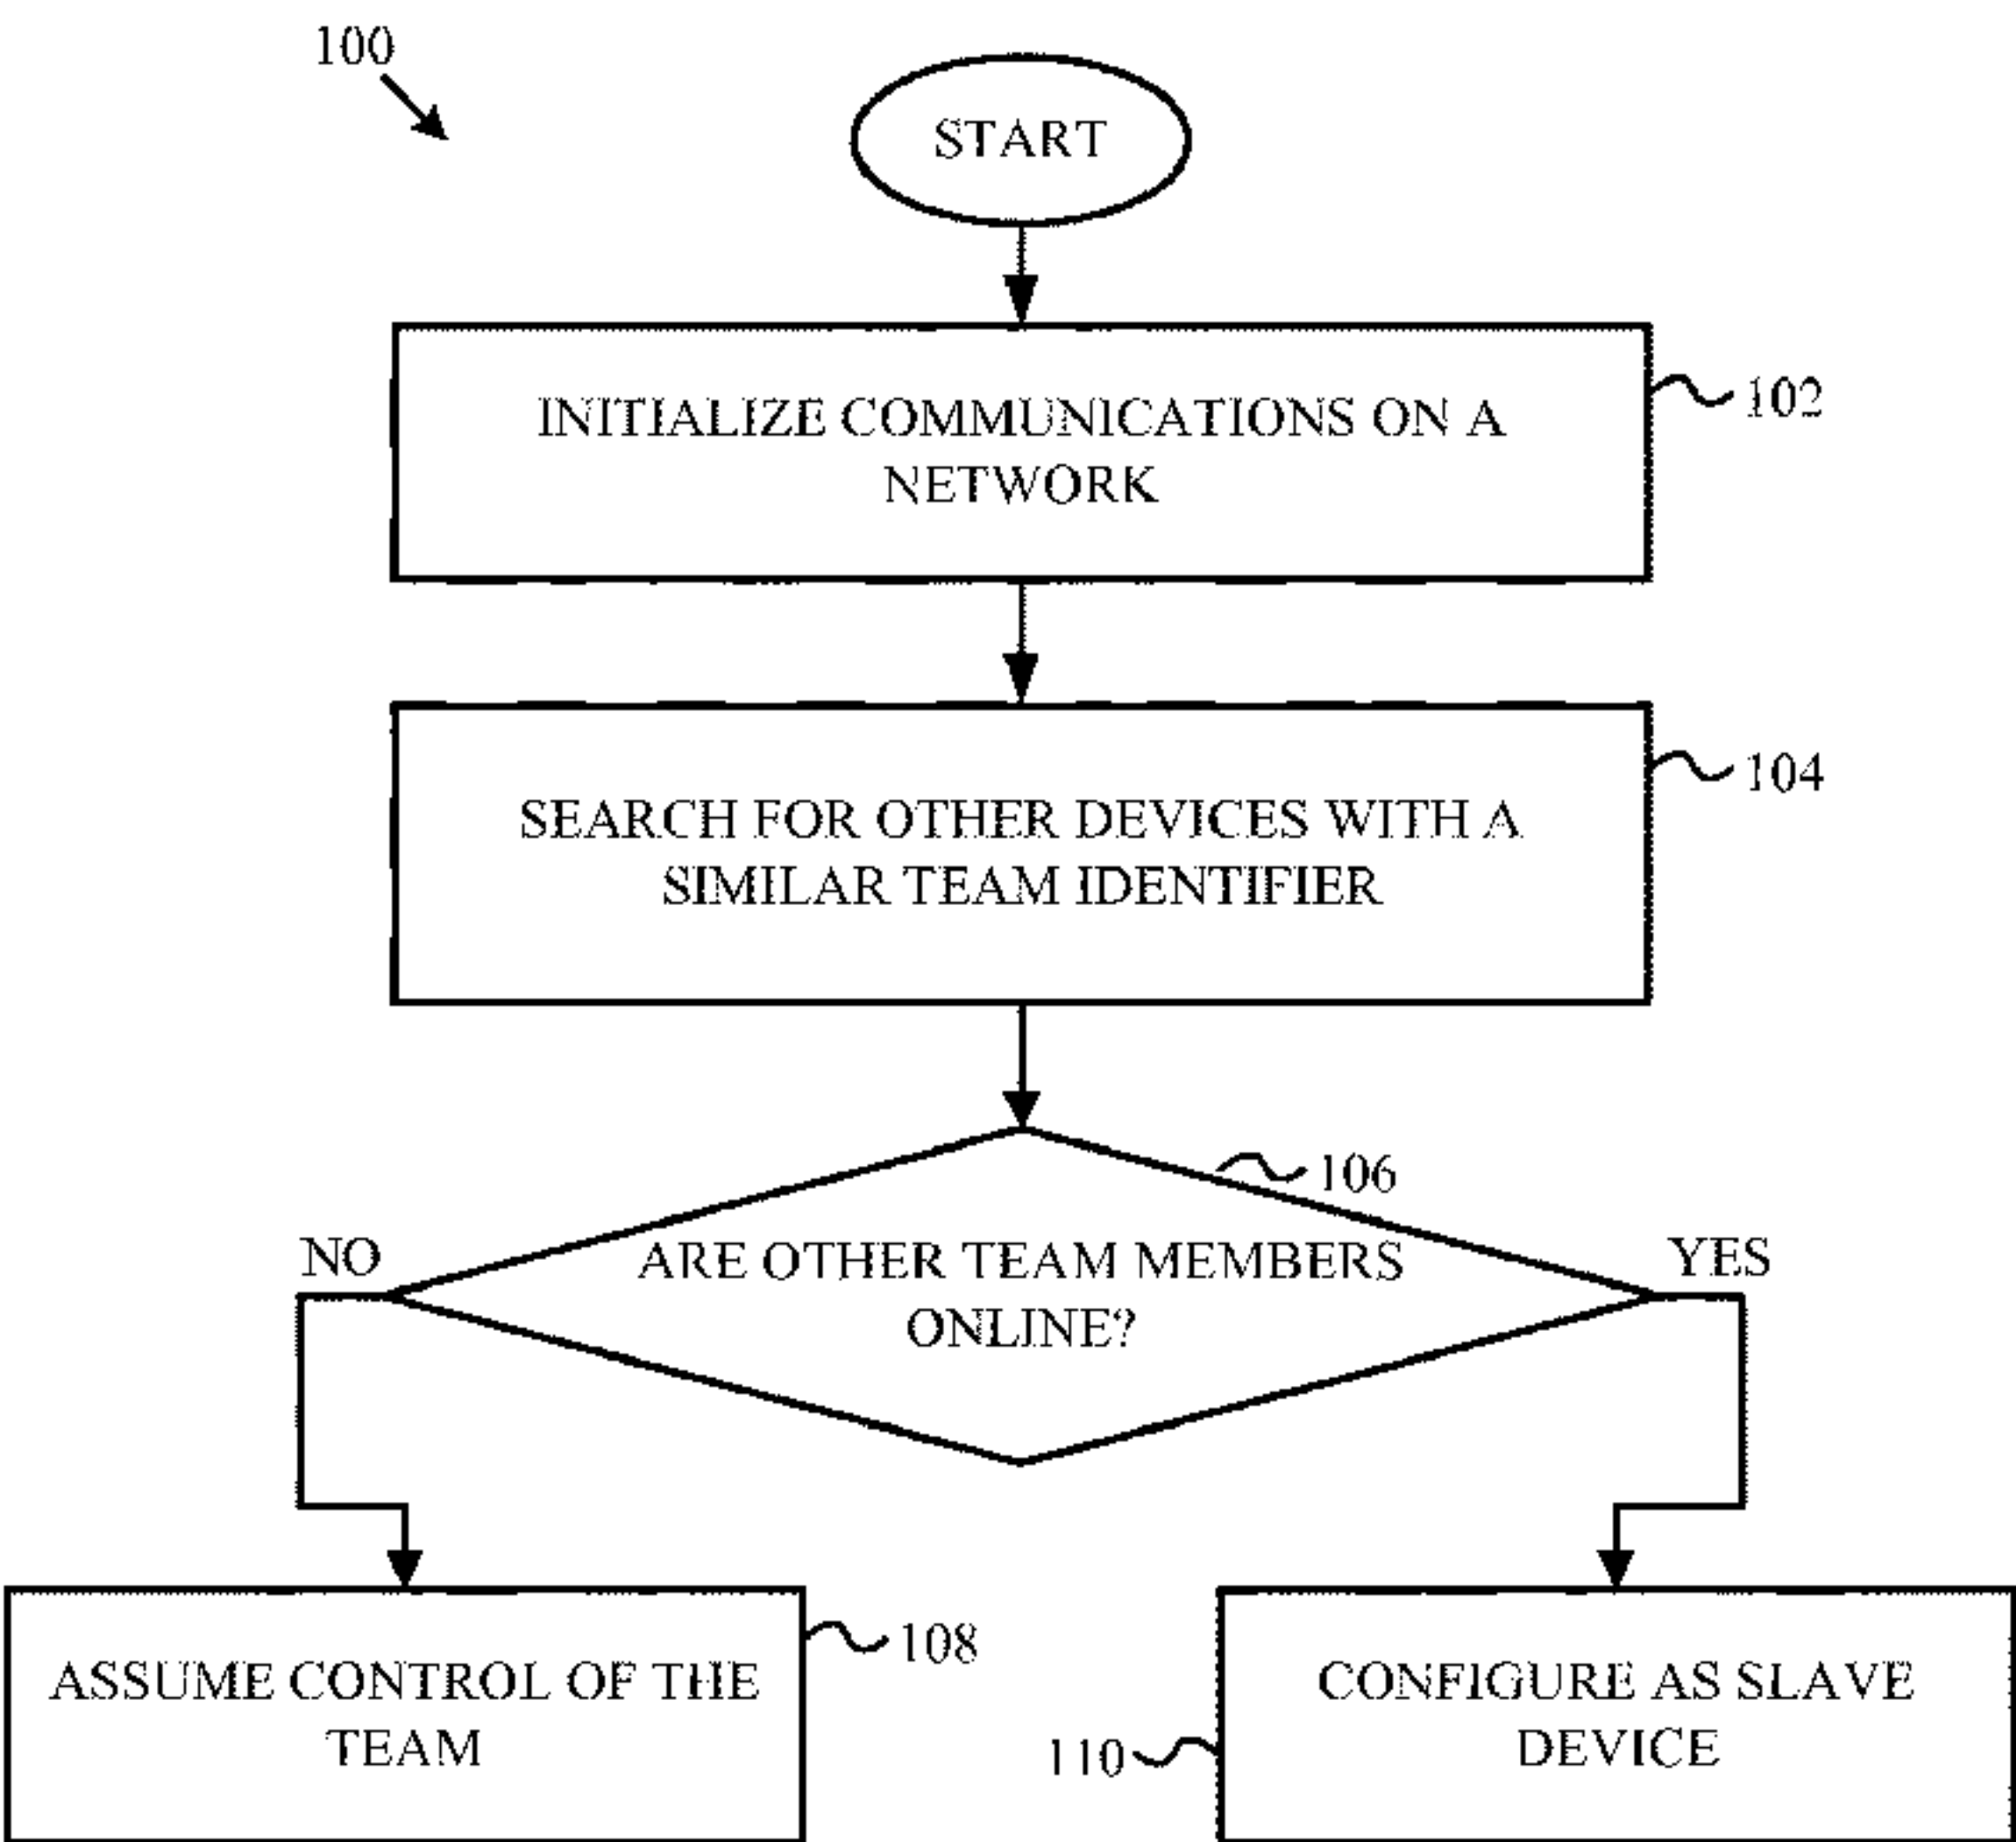 100
START
INITIALIZE COMMUNICATIONS ON A
NETWORK
102
SEARCH FOR OTHER DEVICES WITH A
SIMILAR TEAM IDENTIFIER
104
106
NO
ARE OTHER TEAM MEMBERS
ONLINE?
YES
ASSUME CONTROL OF THE
TEAM
108
CONFIGURE AS SLAVE
DEVICE
110